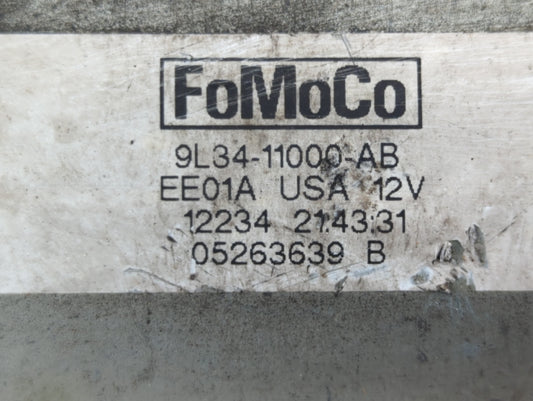 FoMoCo
9L34-11000-AB
EE01A USA 12V
12234 21:43:31
05263639 B